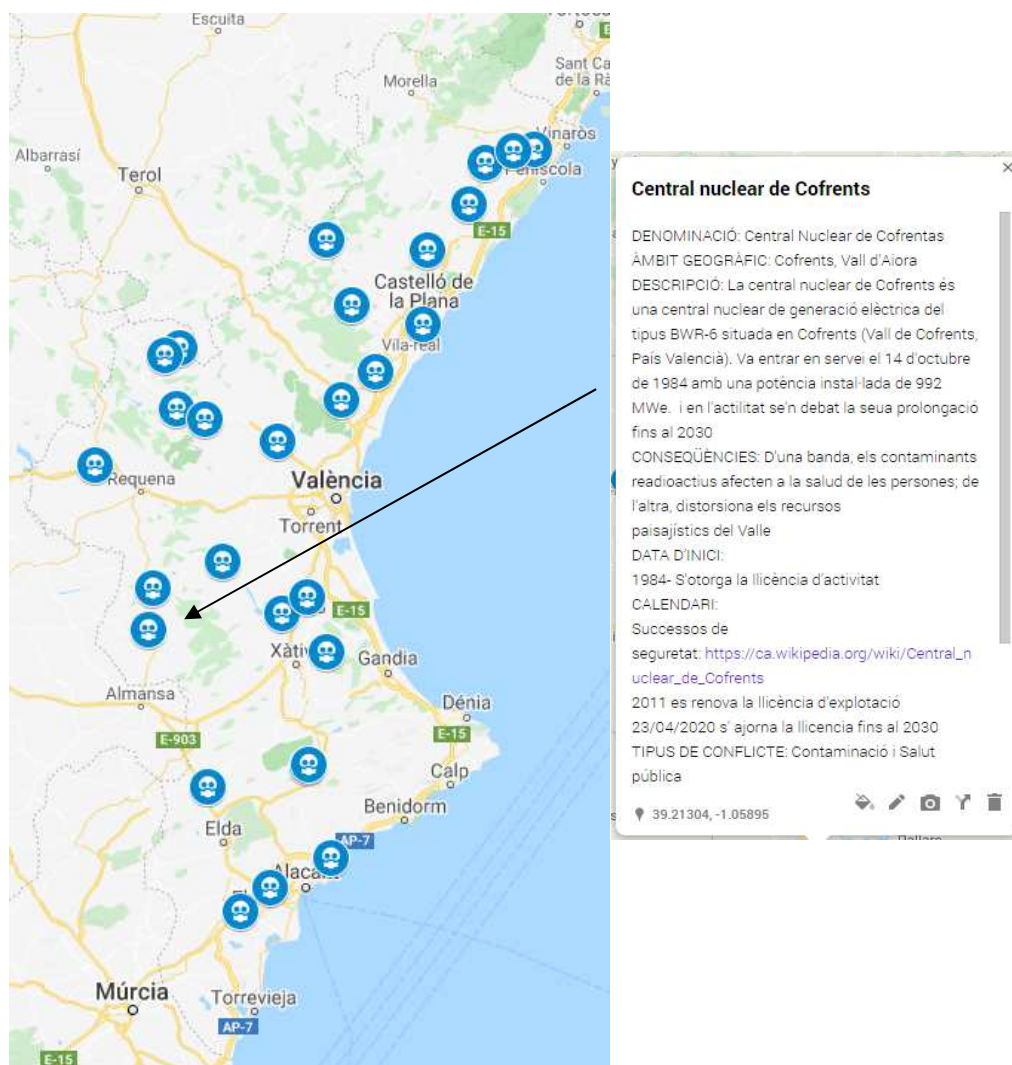 Escuita
Sant Ca
de la Rà
Morella
Vinaròs
Albarrasí
Peníscola
Terol
E-15
Castelló de
la Plana
Vila-real
Requena
València
Torrent
E-15
Xàtiv
Gandia
Almansa
Dénia
E-903
E-15
Calp
Benidorm
Elda
AP-7
Alaca
El
Múrcia
Torrevieja
AP-7
E-15
Central nuclear de Cofrents
DENOMINACIÓ: Central Nuclear de Cofrentas
ÀMBIT GEOGRÀFIC: Cofrents, Vall d'Aiora
DESCRIPCIÓ: La central nuclear de Cofrents és
una central nuclear de generació elèctrica del
tipus BWR-6 situada en Cofrents (Vall de Cofrents,
País Valencià). Va entrar en servei el 14 d'octubre
de 1984 amb una potència instal·lada de 992
MWe. i en l'actilitat se'n debat la seua prolongació
fins al 2030
CONSEQÜÈNCIES: D'una banda, els contaminants
readioactius afecten a la salud de les persones; de
l'altra, distorsiona els recursos
paisajístics del Valle
DATA D'INICI:
1984- S'otorga la llicència d'activitat
CALENDARI:
Successos de
seguretat: https://ca.wikipedia.org/wiki/Central_n
uclear_de_Cofrents
2011 es renova la llicència d'explotació
23/04/2020 s' ajorna la llicencia fins al 2030
TIPUS DE CONFLICTE: Contaminació i Salut
pública
39.21304, -1.05895